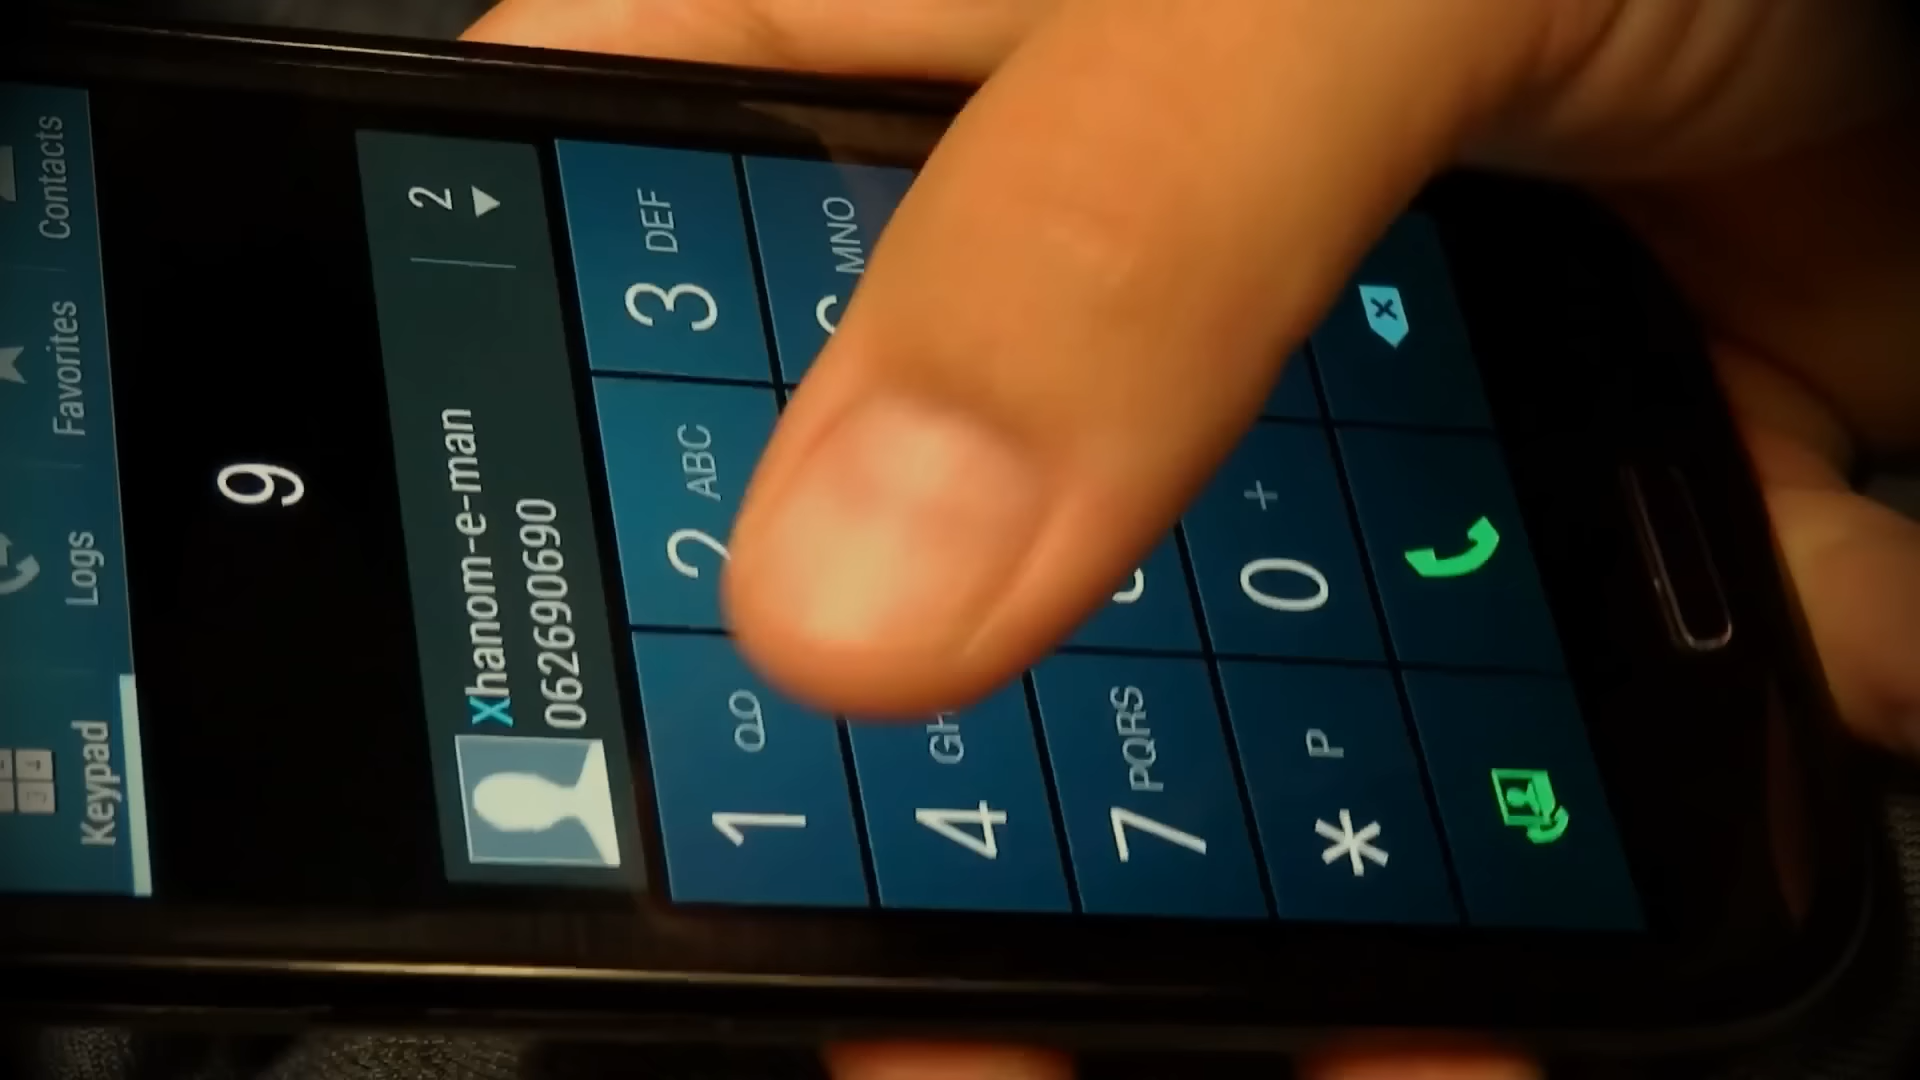 Keypad Logs Favorites Contacts
9
Xhanom-e-man
062690690
2
1
2 ABC
3 DEF
4 GH
MNO
7 PQRS
* P
0 +